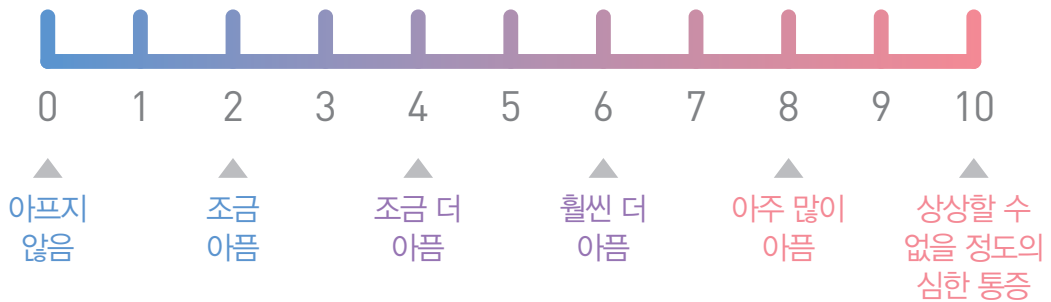 0 1 2 3 4 5 6 7 8 9 10
아프지 조금 조금 더 훨씬 더 아주 많이 상상할 수
않음 아픔 아픔 아픔 아픔 없을 정도의
심한 통증